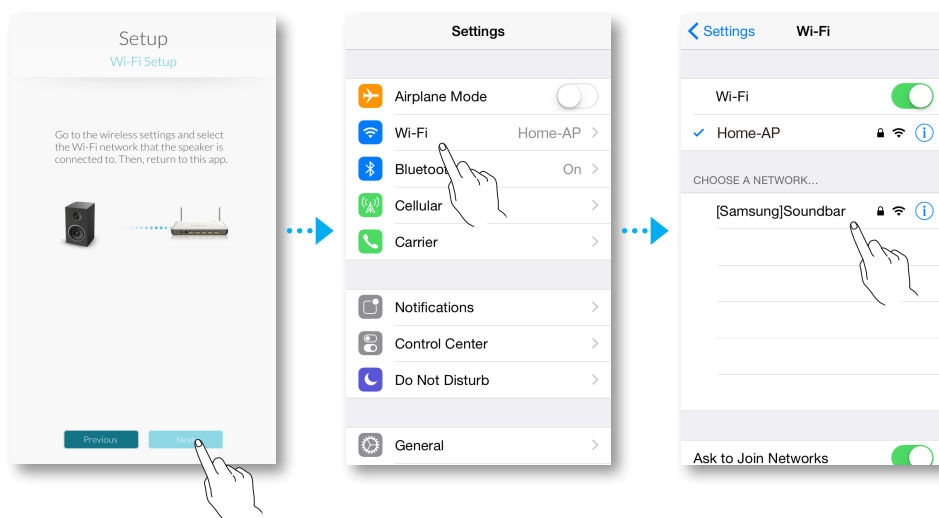 Setup
Wi-Fi Setup
Go to the wireless settings and select
the Wi-Fi network that the speaker is
connected to. Then, return to this app.
Previous
Settings
Airplane Mode
Wi-Fi Home-AP
On
Cellular
Carrier
Notifications
Control Center
Do Not Disturb
General
Settings Wi-Fi
Wi-Fi
Home-AP
CHOOSE A NETWORK...
[Samsung]Soundbar
Ask to Join Networks